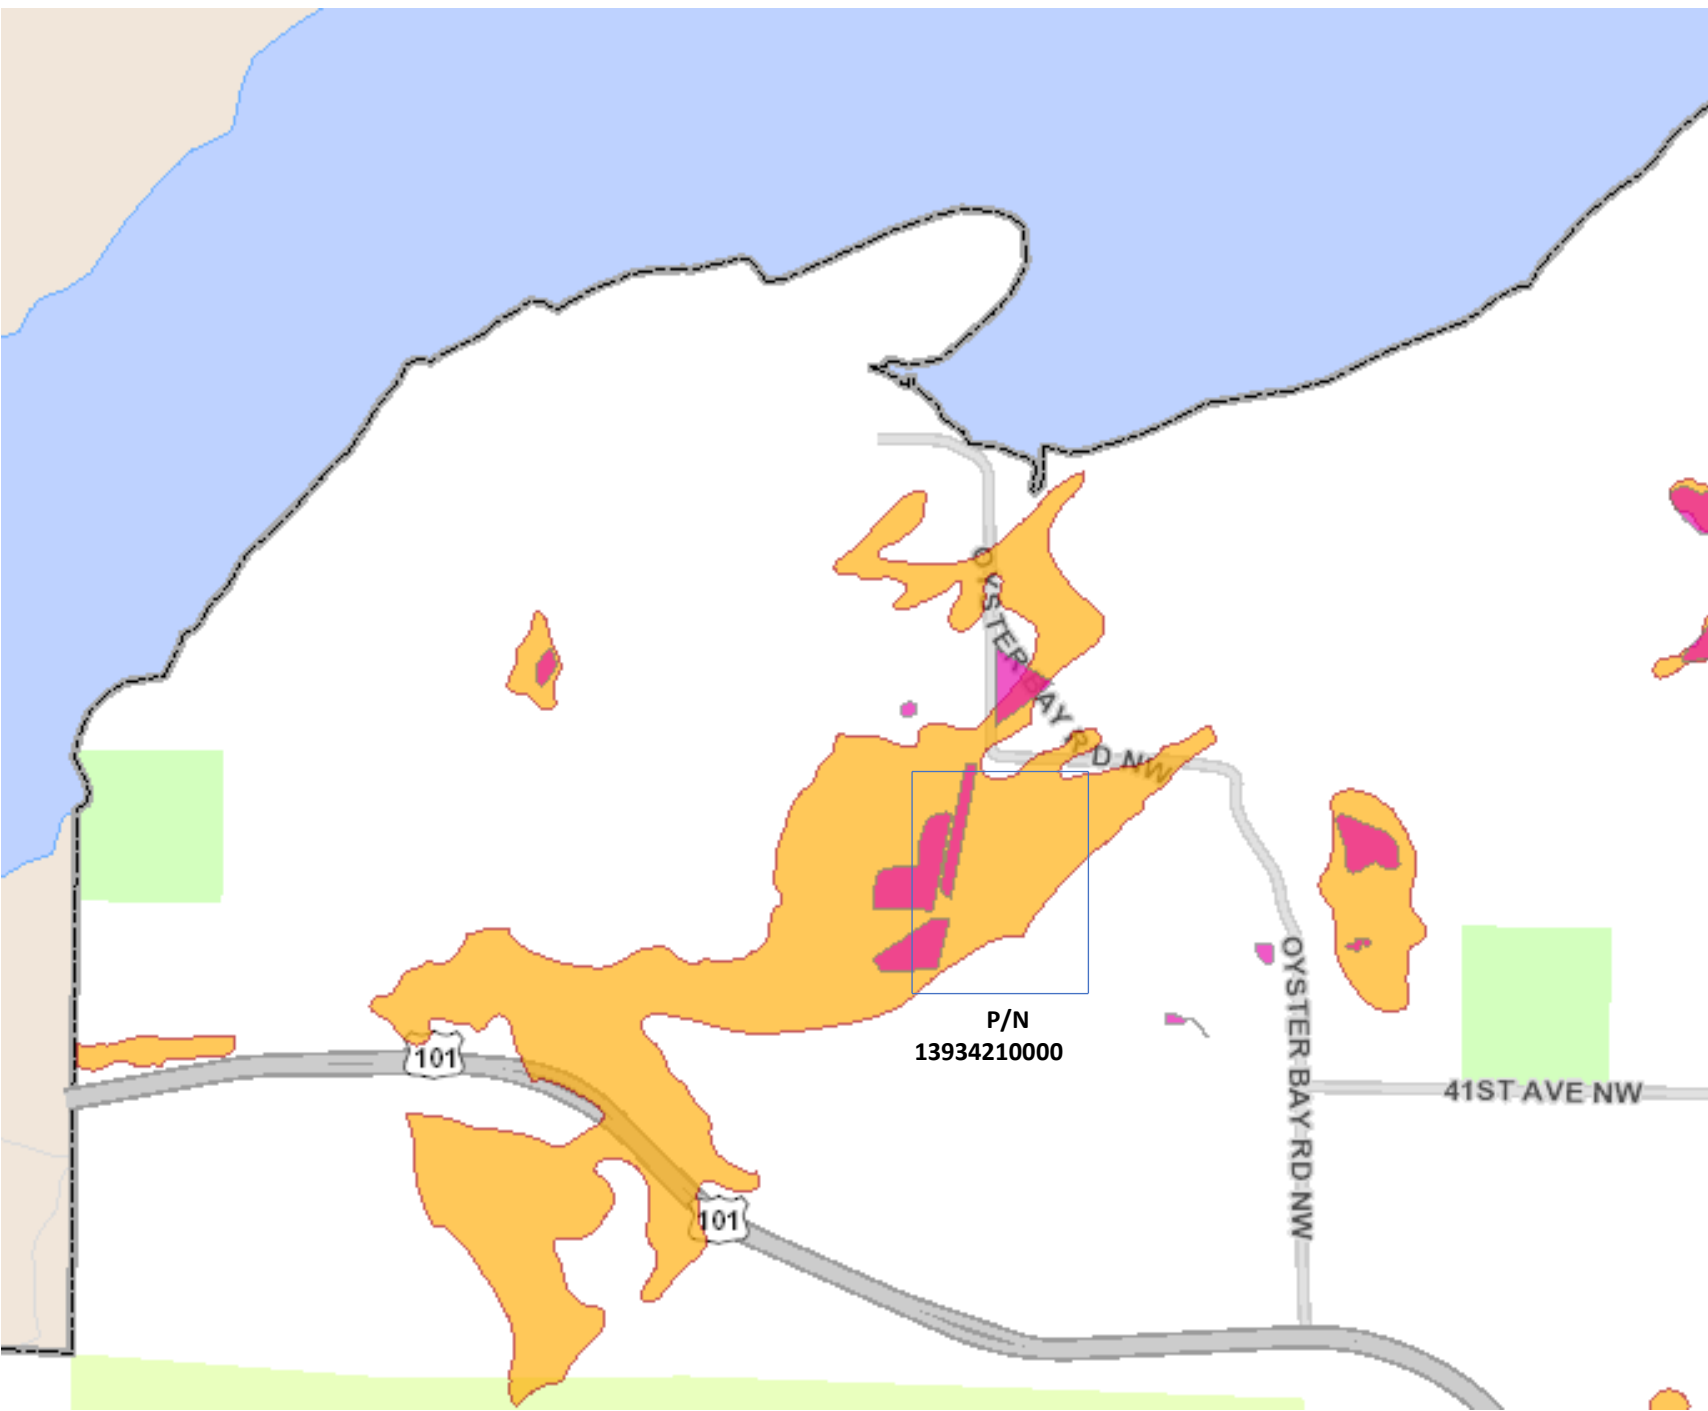 OYSTER BAY RD NW
P/N
13934210000
101
OYSTER BAY RD NW
41ST AVE NW
101